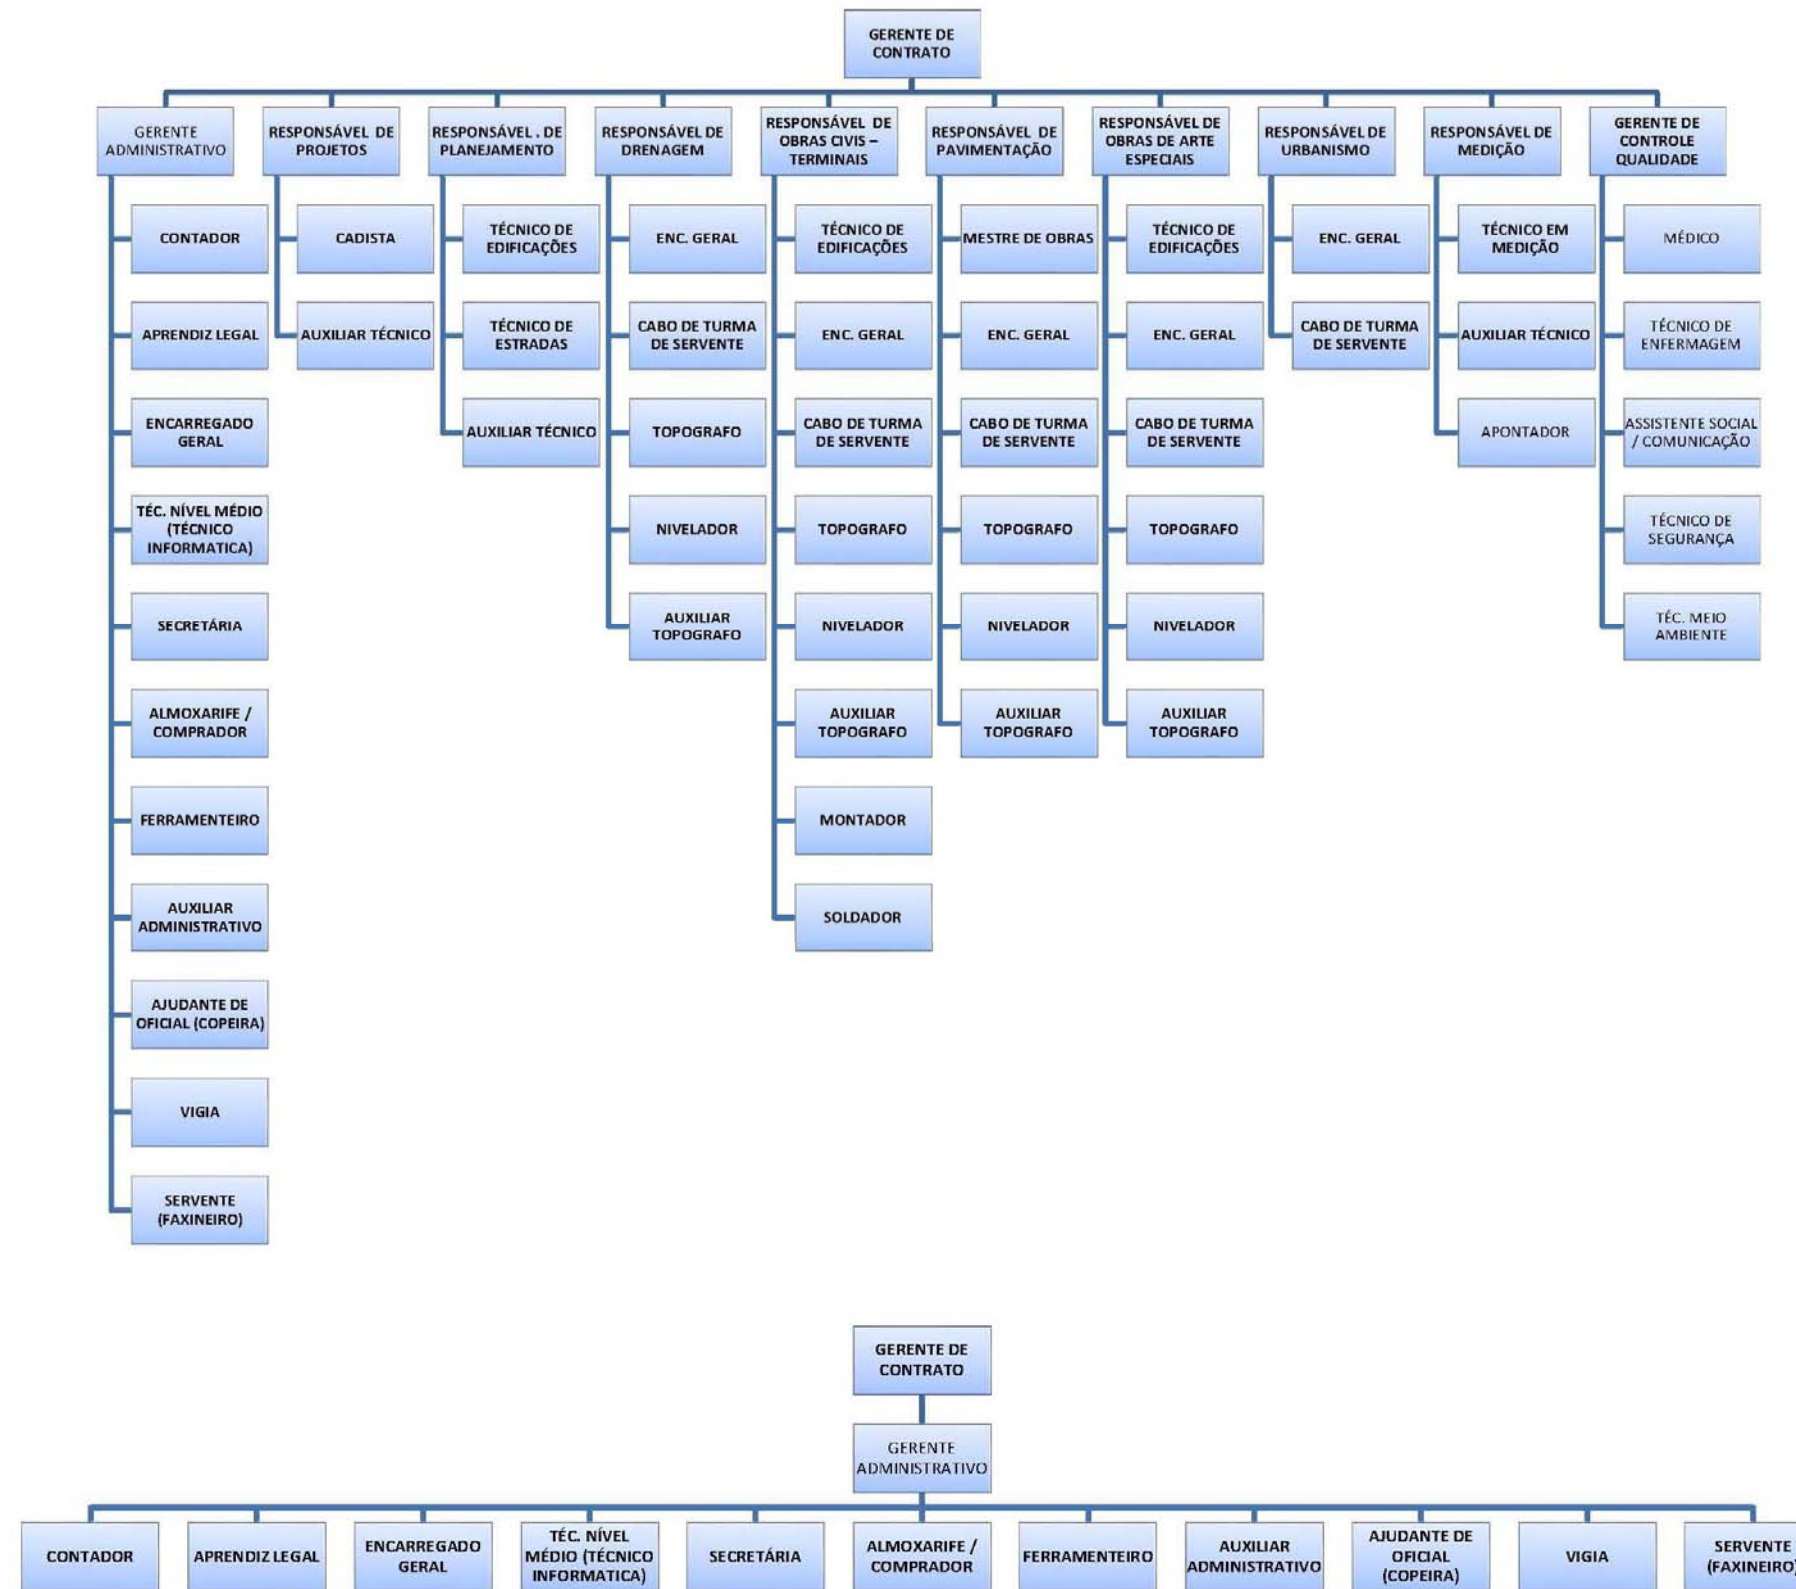 GERENTE DE
CONTRATO
GERENTE
ADMINISTRATIVO
RESPONSÁVEL DE
PROJETOS
RESPONSÁVEL . DE
PLANEJAMENTO
RESPONSÁVEL DE
DRENAGEM
RESPONSÁVEL DE
OBRAS CIVIS –
TERMINAIS
RESPONSÁVEL DE
PAVIMENTAÇÃO
RESPONSÁVEL DE
OBRAS DE ARTE
ESPECIAIS
RESPONSÁVEL DE
URBANISMO
RESPONSÁVEL DE
MEDIÇÃO
GERENTE DE
CONTROLE
QUALIDADE
CONTADOR
APRENDIZ LEGAL
ENCARREGADO
GERAL
TÉC. NÍVEL MÉDIO
(TÉCNICO
INFORMATICA)
SECRETÁRIA
ALMOXARIFE /
COMPRADOR
FERRAMENTEIRO
AUXILIAR
ADMINISTRATIVO
AJUDANTE DE
OFICIAL (COPEIRA)
VIGIA
SERVENTE
(FAXINEIRO)
CADISTA
AUXILIAR TÉCNICO
TÉCNICO DE
EDIFICAÇÕES
TÉCNICO DE
ESTRADAS
AUXILIAR TÉCNICO
ENC. GERAL
CABO DE TURMA
DE SERVENTE
TOPOGRAFO
NIVELADOR
AUXILIAR
TOPOGRAFO
TÉCNICO DE
EDIFICAÇÕES
ENC. GERAL
CABO DE TURMA
DE SERVENTE
TOPOGRAFO
NIVELADOR
AUXILIAR
TOPOGRAFO
MONTADOR
SOLDADOR
MESTRE DE OBRAS
ENC. GERAL
CABO DE TURMA
DE SERVENTE
TOPOGRAFO
NIVELADOR
AUXILIAR
TOPOGRAFO
TÉCNICO DE
EDIFICAÇÕES
ENC. GERAL
CABO DE TURMA
DE SERVENTE
TOPOGRAFO
NIVELADOR
AUXILIAR
TOPOGRAFO
ENC. GERAL
CABO DE TURMA
DE SERVENTE
TÉCNICO EM
MEDIÇÃO
AUXILIAR TÉCNICO
APONTADOR
MÉDICO
TÉCNICO DE
ENFERMAGEM
ASSISTENTE SOCIAL
/ COMUNICAÇÃO
TÉCNICO DE
SEGURANÇA
TÉC. MEIO
AMBIENTE
GERENTE DE
CONTRATO
GERENTE
ADMINISTRATIVO
CONTADOR
APRENDIZ LEGAL
ENCARREGADO
GERAL
TÉC. NÍVEL
MÉDIO (TÉCNICO
INFORMATICA)
SECRETÁRIA
ALMOXARIFE /
COMPRADOR
FERRAMENTEIRO
AUXILIAR
ADMINISTRATIVO
AJUDANTE DE
OFICIAL
(COPEIRA)
VIGIA
SERVENTE
(FAXINEIRO)